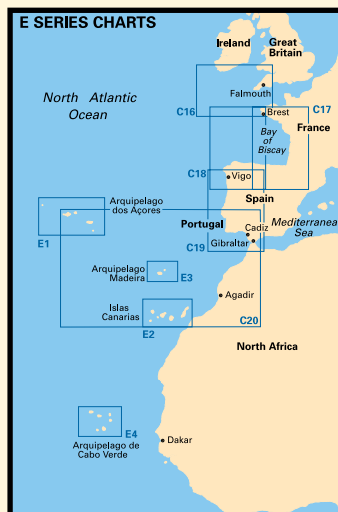 E SERIES CHARTS
Ireland
Great
Britain
Falmouth
North Atlantic
Ocean
C16
Brest
C17
France
Bay
of
Biscay
C18
Vigo
Spain
Arquipelago
dos Açores
Portugal
Mediterranean
Sea
Cadiz
Gibraltar
C19
E1
Arquipelago
Madeira
E3
Agadir
Islas
Canarias
C20
E2
North Africa
E4
Arquipelago de
Cabo Verde
Dakar